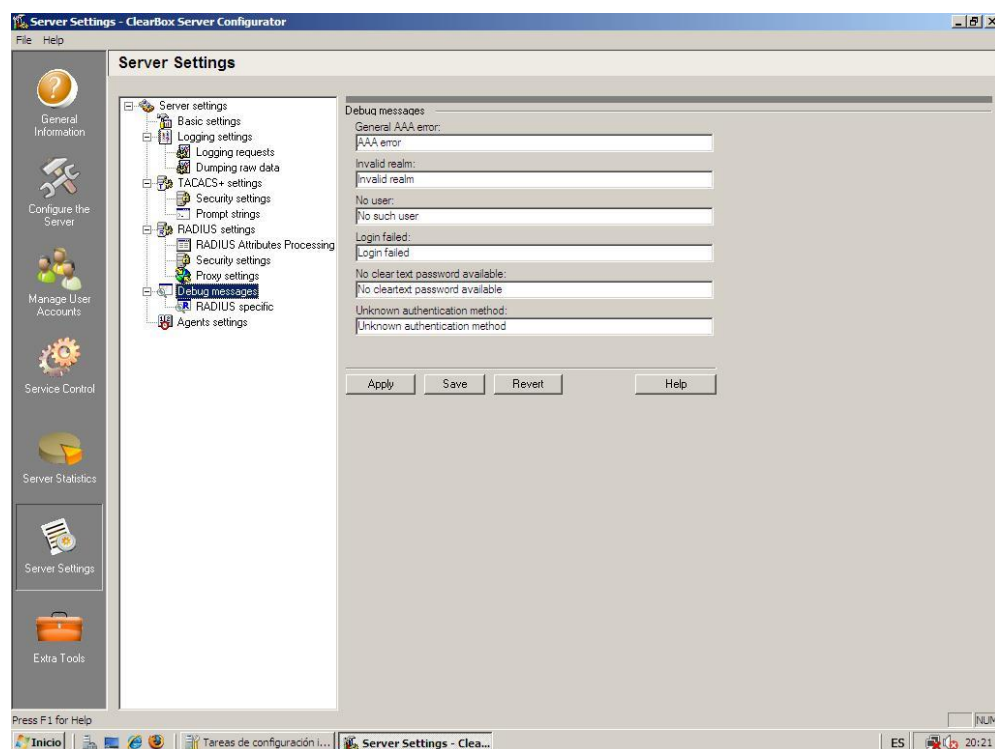 Server Settings - ClearBox Server Configurator
File Help
Server Settings
General
Information
Configure the
Server
Manage User
Accounts
Service Control
Server Statistics
Server Settings
Extra Tools
Server settings
Basic settings
Logging settings
Logging requests
Dumping raw data
TACACS+ settings
Security settings
Prompt strings
RADIUS settings
RADIUS Attributes Processing
Security settings
Proxy settings
Debug messages
RADIUS specific
Agents settings
Debug messages
General AAA error:
AAA error
Invalid realm:
Invalid realm
No user:
No such user
Login failed:
Login failed
No clear text password available:
No cleartext password available
Unknown authentication method:
Unknown authentication method
Apply Save Revert Help
Press F1 for Help
NUM
Inicio Tareas de configuración i... Server Settings - Clea... ES 20:21